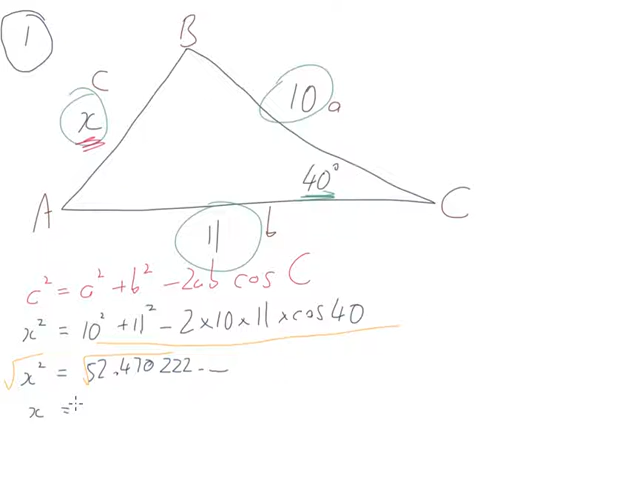 1
B
C
x
10 a
40°
A
C
11 b
c² = a² + b² - 2ab cos C
x² = 10² + 11² - 2 × 10 × 11 × cos 40
√x² = √52.470222...
x =